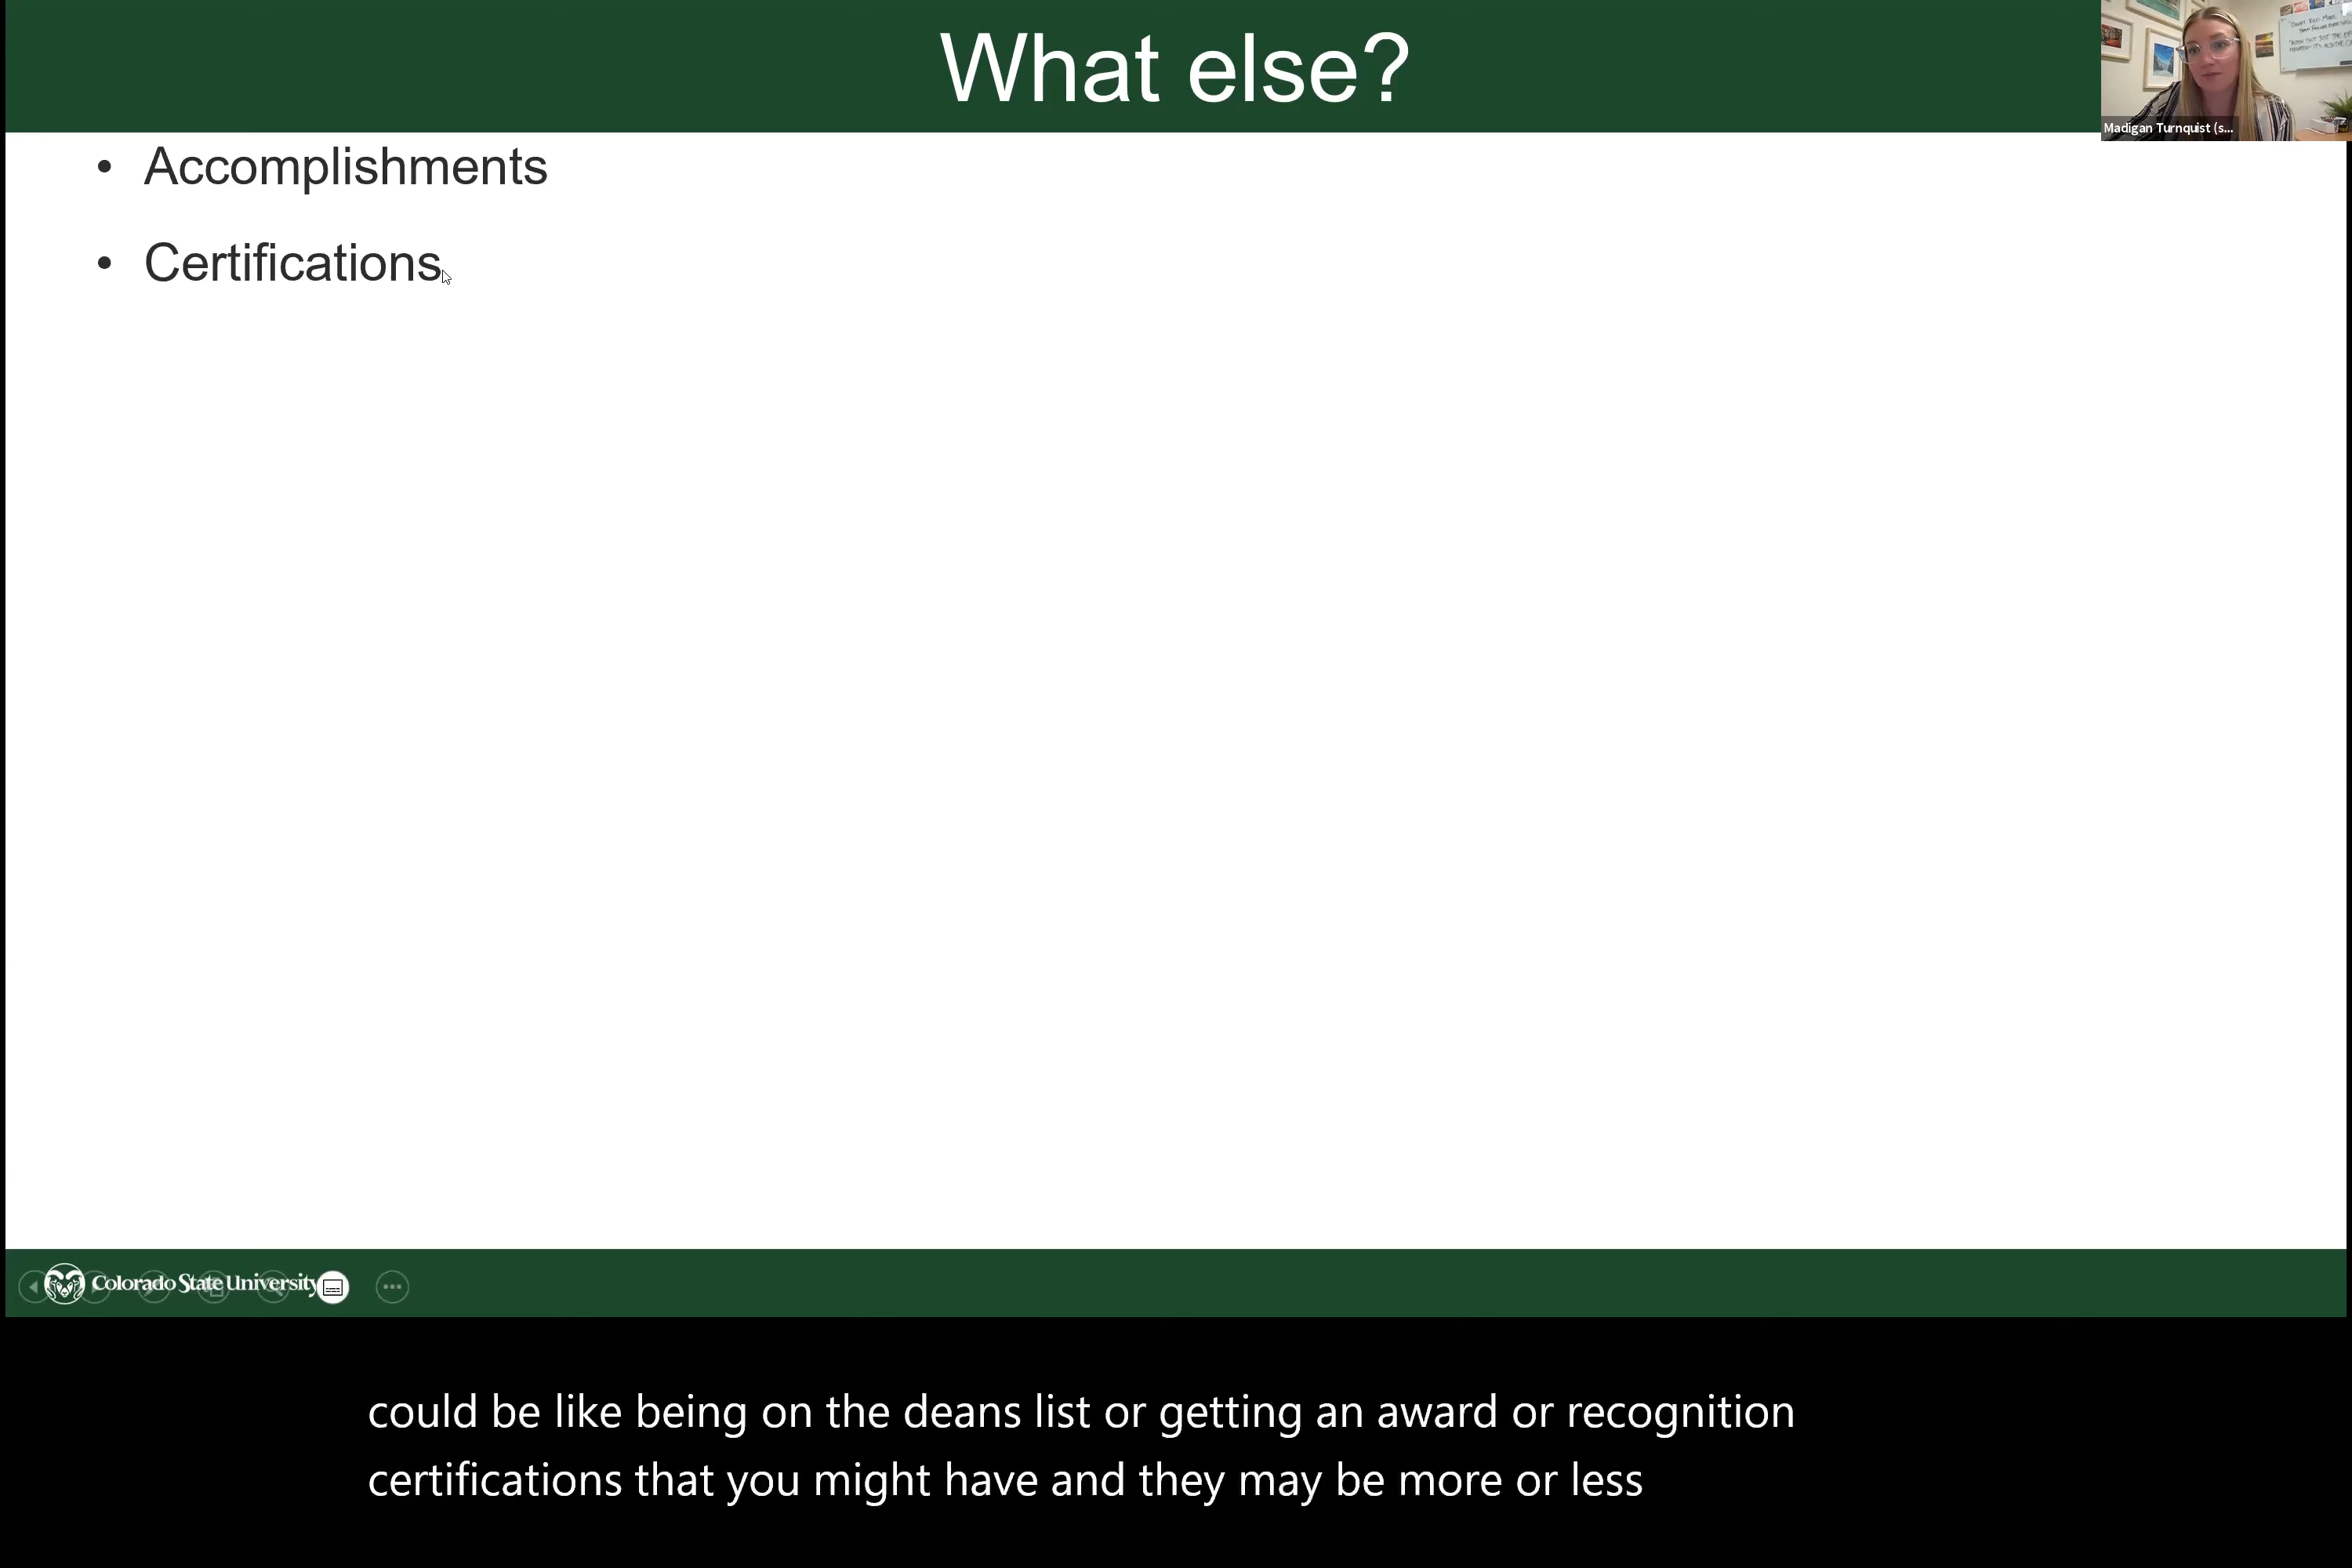 What else?
Madigan Turnquist (s...
• Accomplishments
• Certifications
Colorado State University
could be like being on the deans list or getting an award or recognition
certifications that you might have and they may be more or less